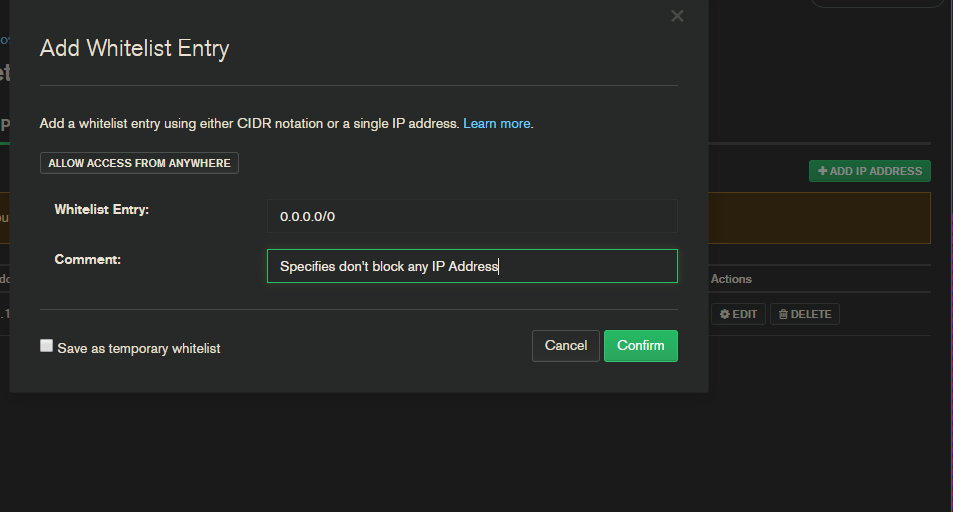 ×
Add Whitelist Entry
Add a whitelist entry using either CIDR notation or a single IP address. Learn more.
ALLOW ACCESS FROM ANYWHERE
+ ADD IP ADDRESS
Whitelist Entry:
0.0.0.0/0
Comment:
Specifies don't block any IP Address
Actions
EDIT
DELETE
Save as temporary whitelist
Cancel
Confirm